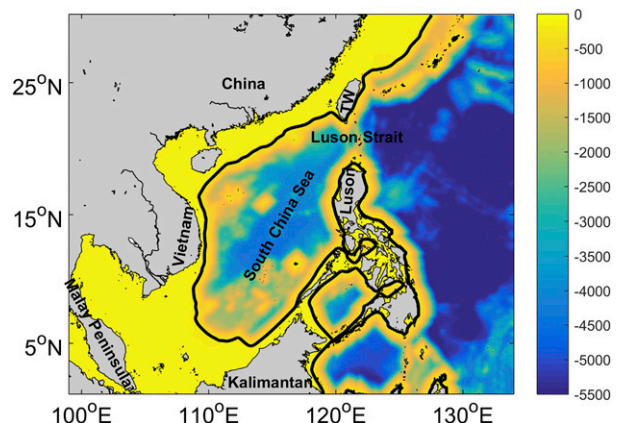 25°N
15°N
5°N
100°E
110°E
120°E
130°E
China
TW
Luson Strait
Luson
South China Sea
Vietnam
Malay Peninsula
Kalimantan
0
-500
-1000
-1500
-2000
-2500
-3000
-3500
-4000
-4500
-5000
-5500